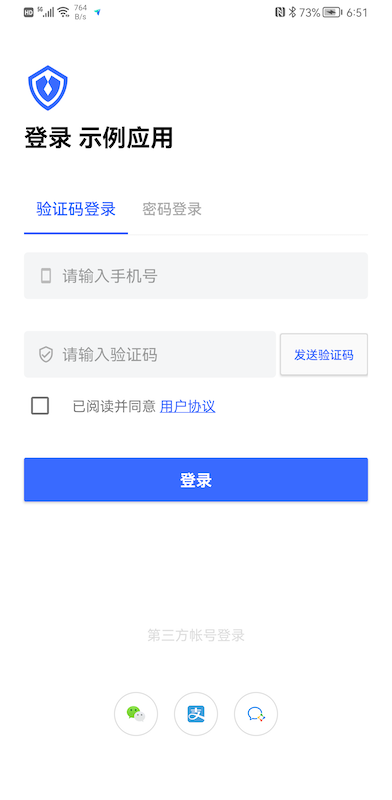 HD 5G 764 B/s 73% 6:51
登录 示例应用
验证码登录 密码登录
请输入手机号
请输入验证码 发送验证码
已阅读并同意 用户协议
登录
第三方帐号登录
支